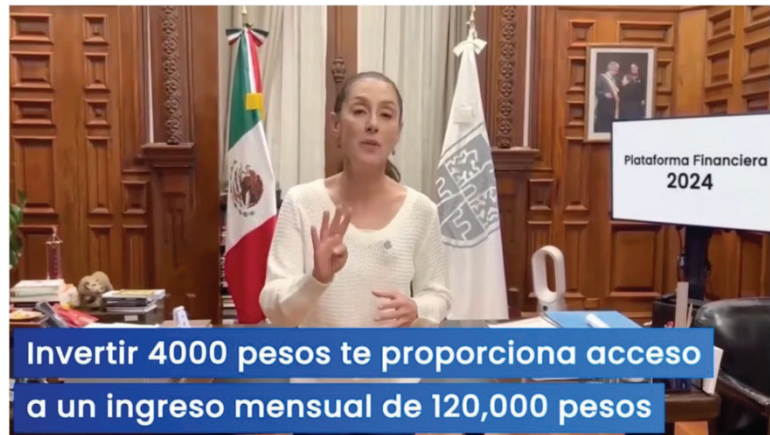 Plataforma Financiera
2024
Invertir 4000 pesos te proporciona acceso
a un ingreso mensual de 120,000 pesos